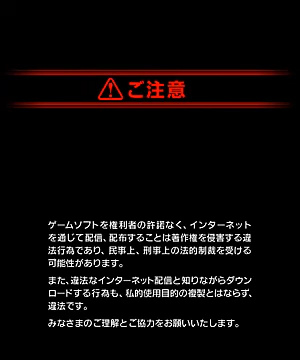 ご注意
ゲームソフトを権利者の許諾なく、インターネット
を通じて配信、配布することは著作権を侵害する違
法行為であり、民事上、刑事上の法的制裁を受ける
可能性があります。
また、違法なインターネット配信と知りながらダウン
ロードする行為も、私的使用目的の複製とはならず、
違法です。
みなさまのご理解とご協力をお願いいたします。